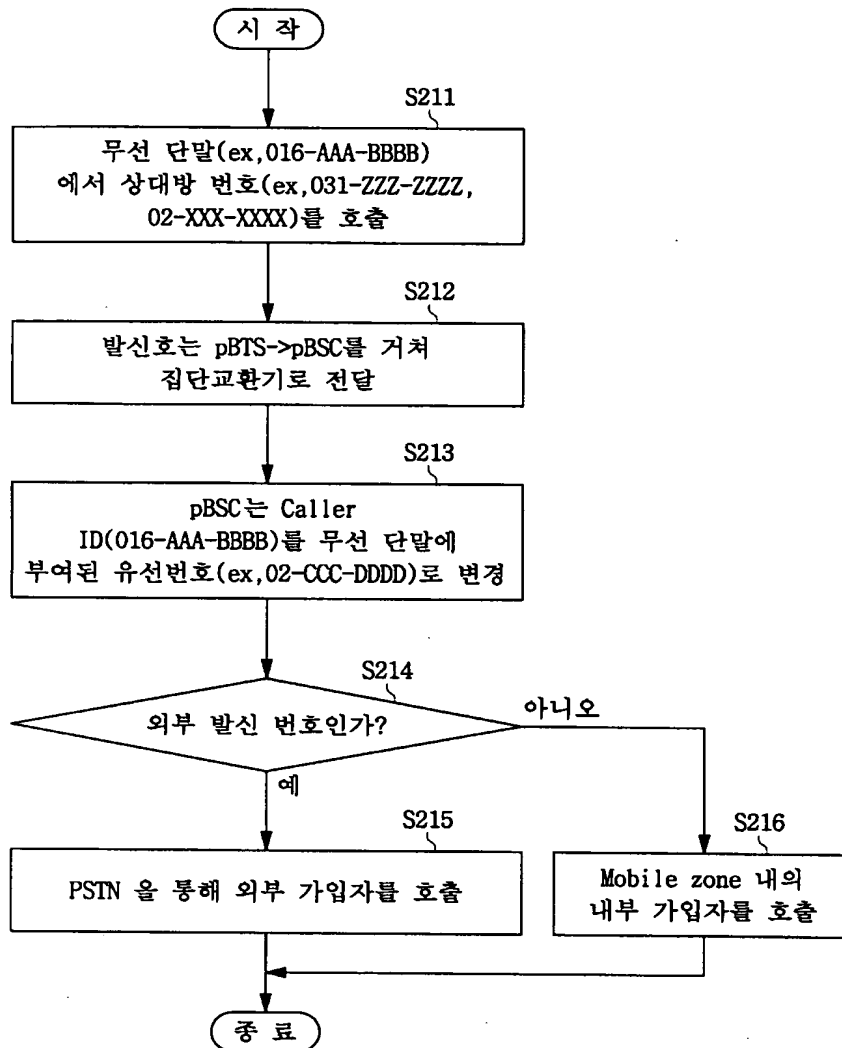 시 작
S211
무선 단말(ex,016-AAA-BBBB)
에서 상대방 번호(ex,031-ZZZ-ZZZZ,
02-XXX-XXXX)를 호출
S212
발신호는 pBTS->pBSC를 거쳐
집단교환기로 전달
S213
pBSC는 Caller
ID(016-AAA-BBBB)를 무선 단말에
부여된 유선번호(ex,02-CCC-DDDD)로 변경
S214
외부 발신 번호인가?
아니오
예
S215
PSTN 을 통해 외부 가입자를 호출
S216
Mobile zone 내의
내부 가입자를 호출
종 료